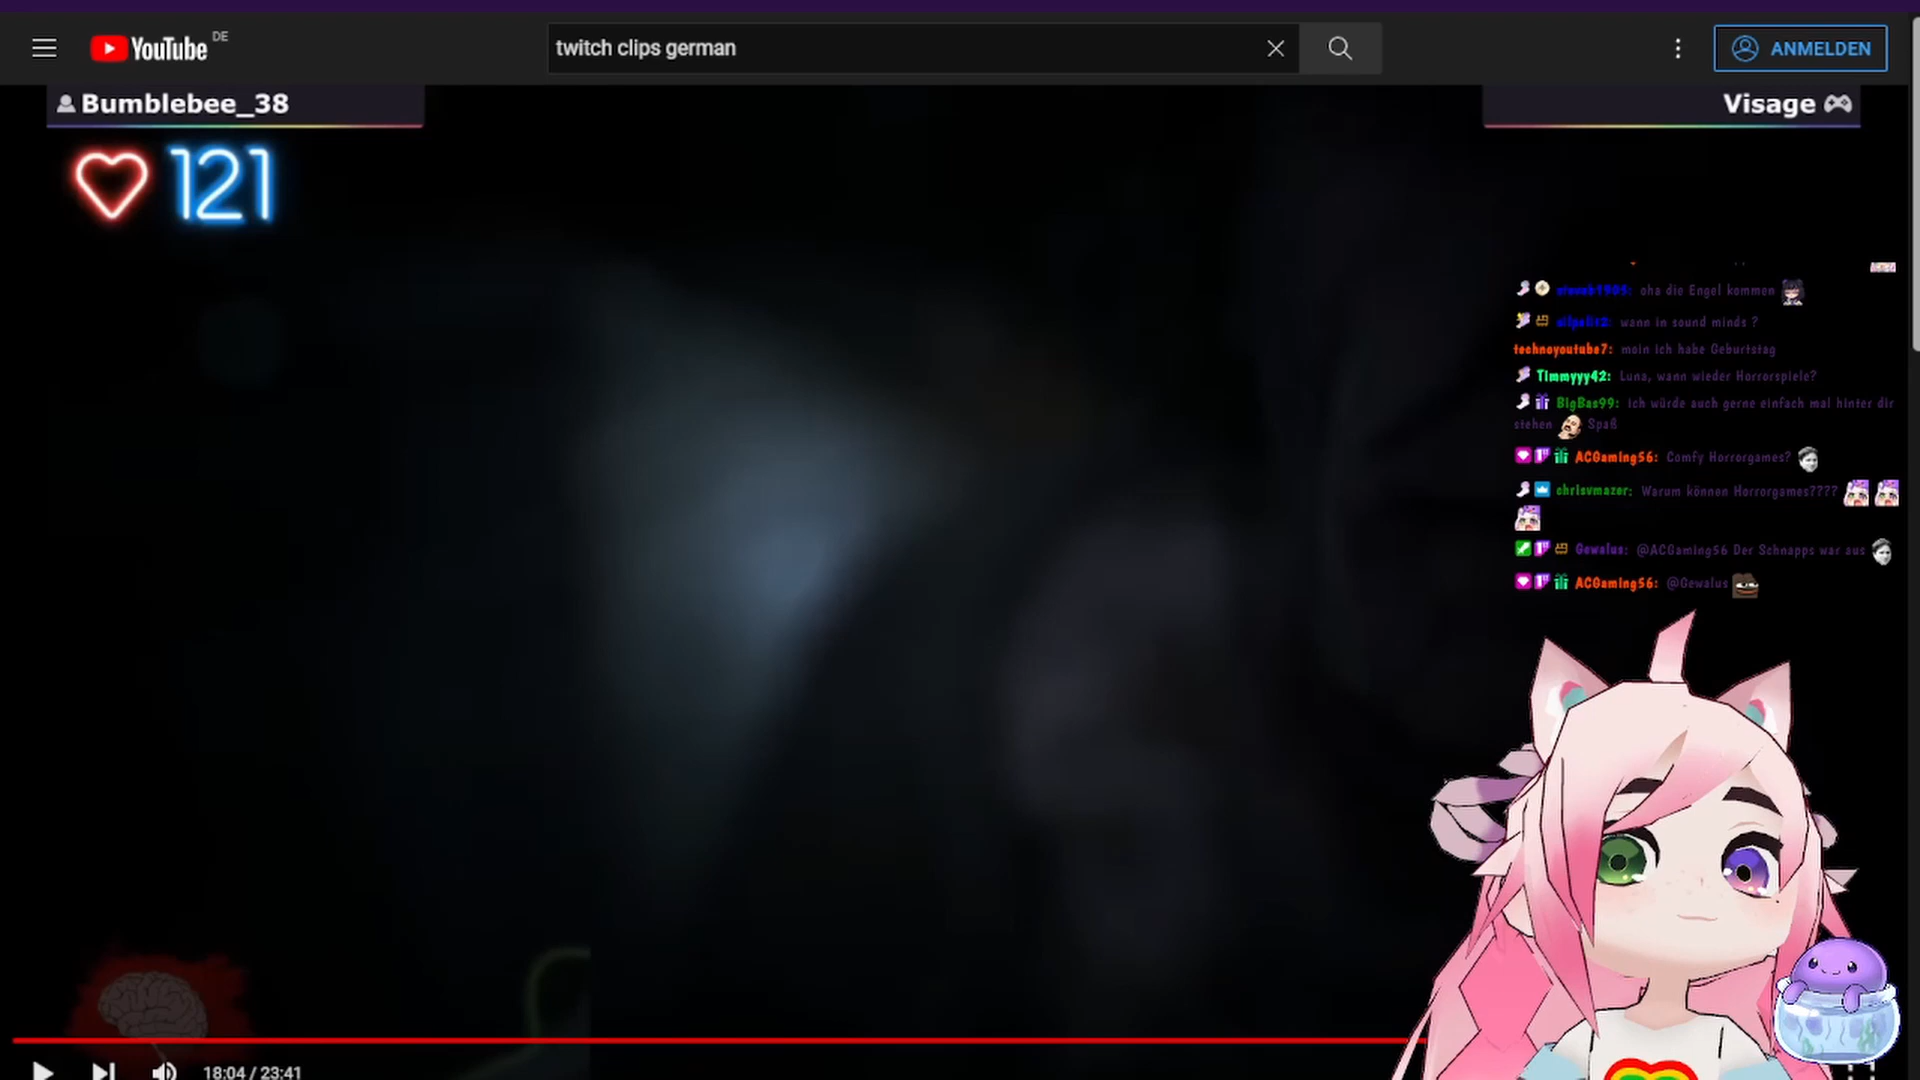 YouTube DE
twitch clips german
ANMELDEN
Bumblebee_38
Visage
121
oha die Engel kommen
wann in sound minds ?
technoyoutube7: moin ich habe Geburtstag
Timmyyy42: Luna, wann wieder Horrorspiele?
BigBas99: Ich würde auch gerne einfach mal hinter dir
stehen Spaß
ACGaming56: Comfy Horrorgames?
chrisvmazer: Warum können Horrorgames????
Gewalus: @ACGaming56 Der Schnapps war aus
ACGaming56: @Gewalus
18:04 / 23:41